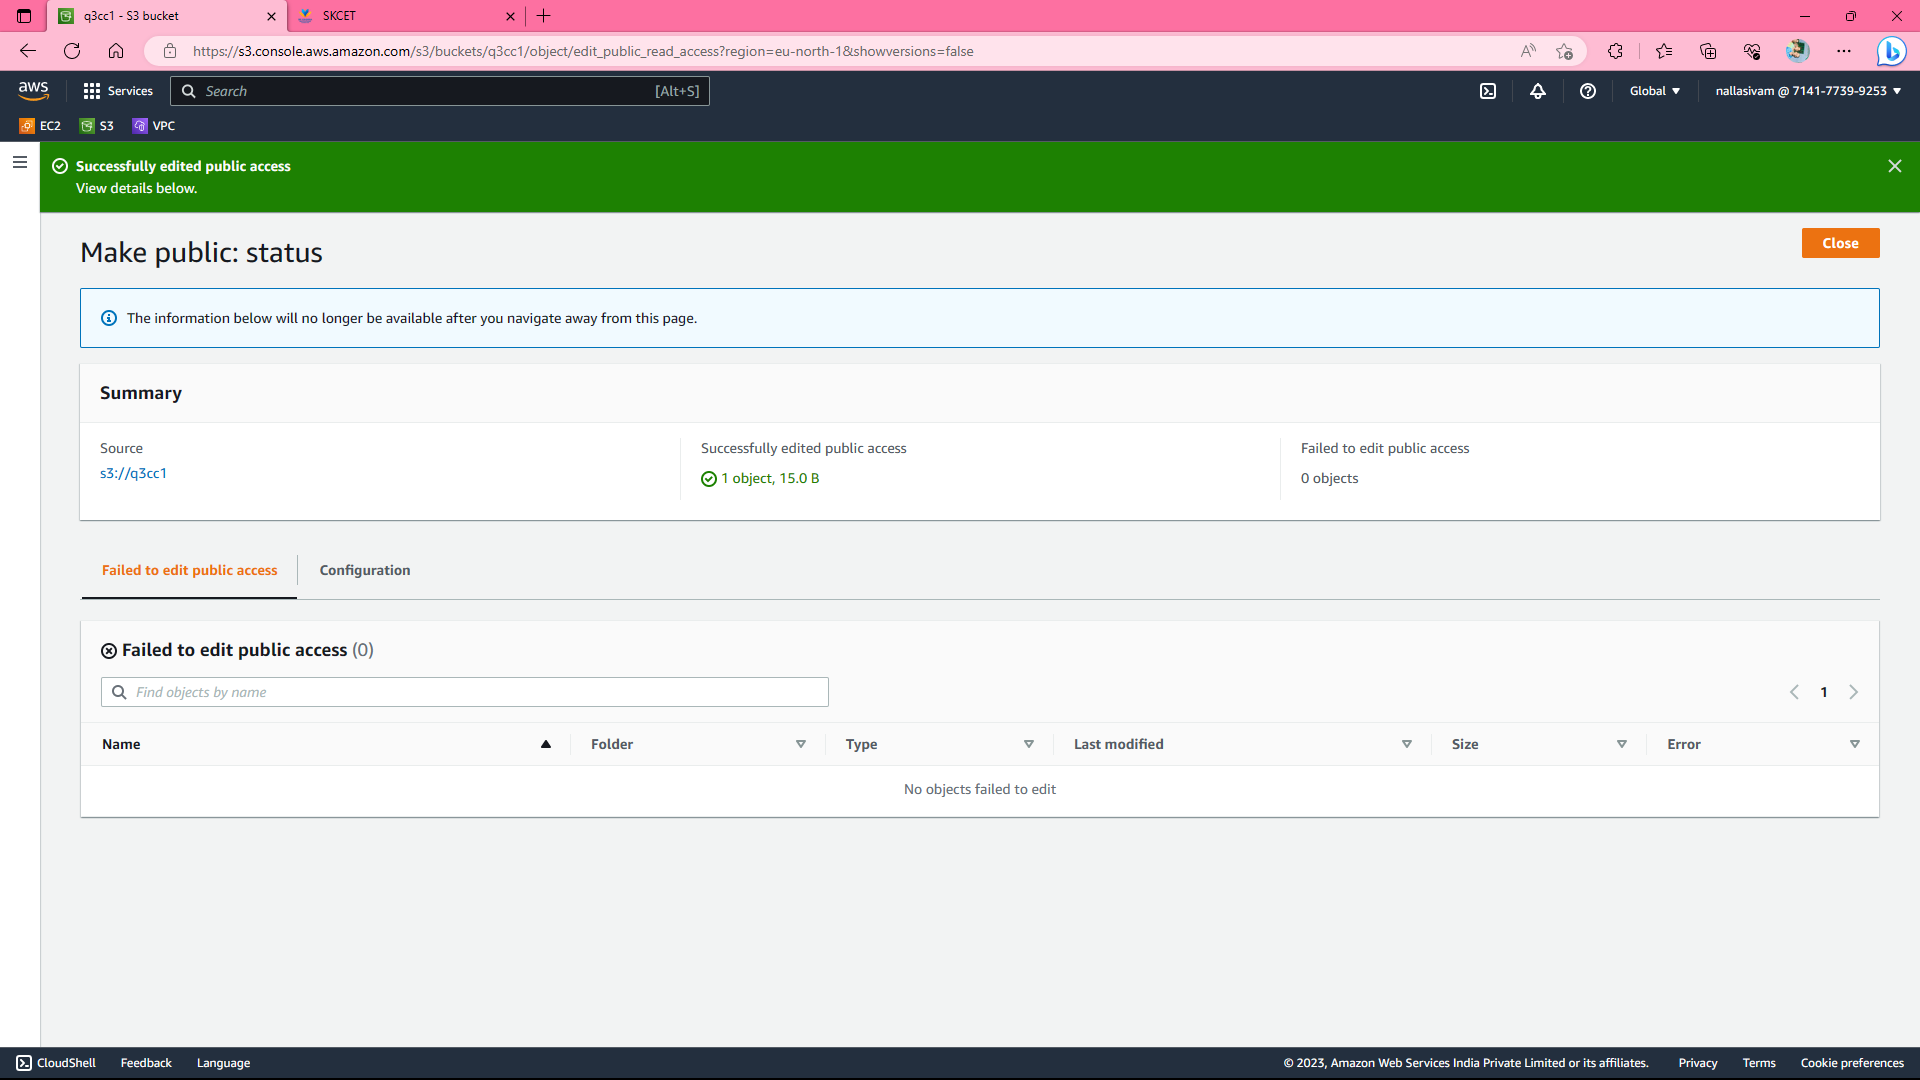 q3cc1 - S3 bucket
SKCET
https://s3.console.aws.amazon.com/s3/buckets/q3cc1/object/edit_public_read_access?region=eu-north-1&showversions=false
aws
Services
Search
[Alt+S]
Global
nallasivam @ 7141-7739-9253
EC2
S3
VPC
Successfully edited public access
View details below.
Make public: status
Close
The information below will no longer be available after you navigate away from this page.
Summary
Source
s3://q3cc1
Successfully edited public access
1 object, 15.0 B
Failed to edit public access
0 objects
Failed to edit public access
Configuration
Failed to edit public access (0)
Find objects by name
1
Name
Folder
Type
Last modified
Size
Error
No objects failed to edit
CloudShell
Feedback
Language
© 2023, Amazon Web Services India Private Limited or its affiliates.
Privacy
Terms
Cookie preferences